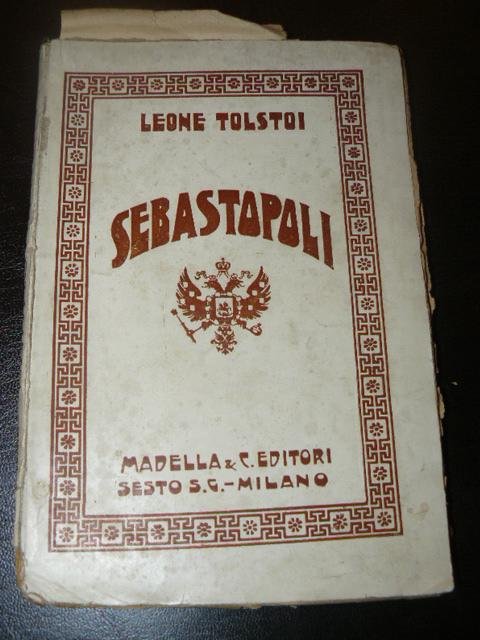 LEONE TOLSTOI
SEBASTOPOLI
MADELLA & C. EDITORI
SESTO S.G.-MILANO